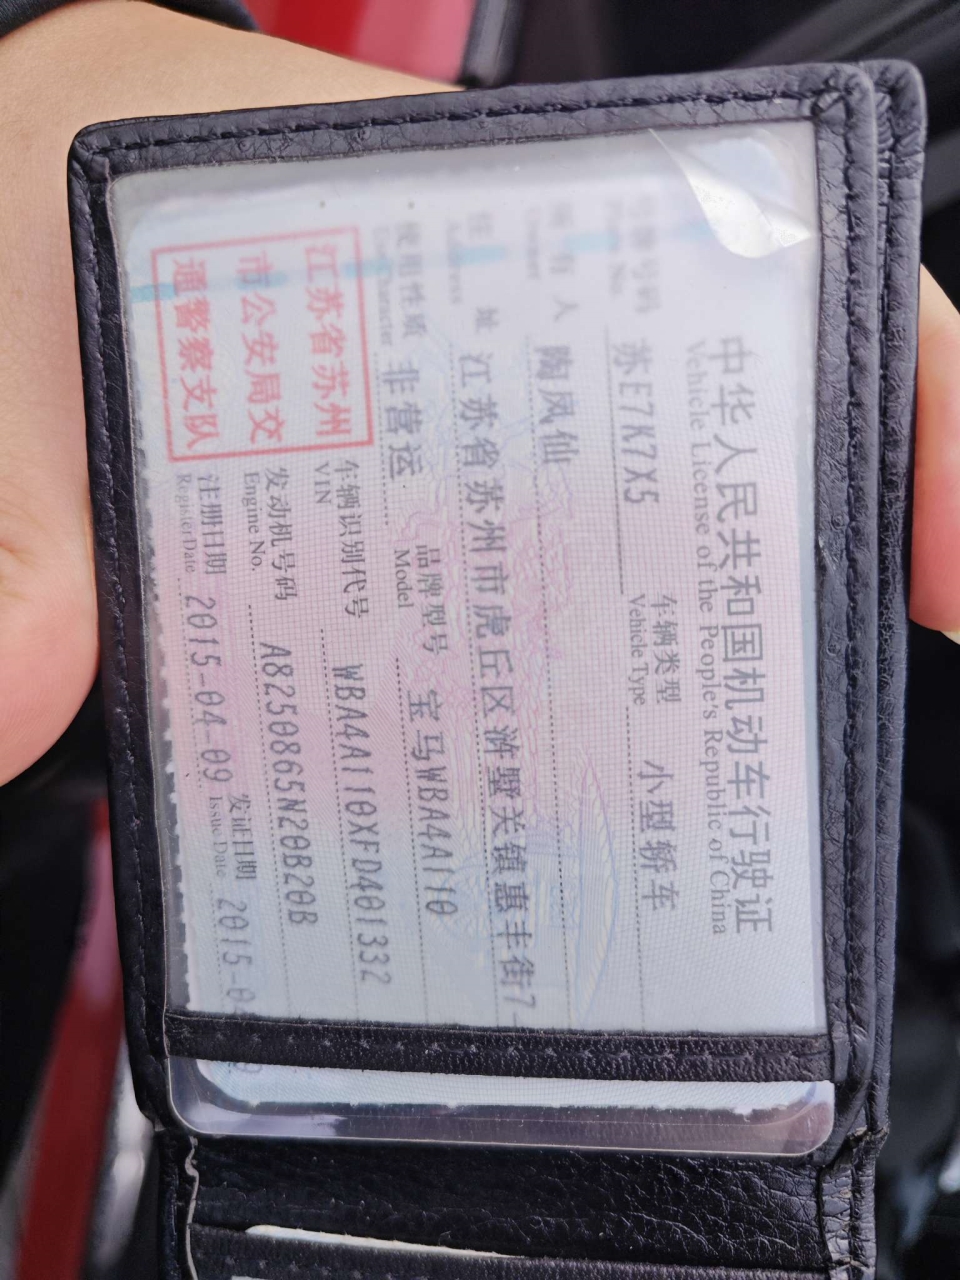 中华人民共和国机动车行驶证
Vehicle License of the People's Republic of China
号牌号码 苏E7K7X5 车辆类型 小型轿车
Plate No. Vehicle Type
所有人 陶凤仙
Owner
住址 江苏省苏州市虎丘区浒墅关镇惠丰街7-
Address
使用性质 非营运 品牌型号 宝马WBA4A110
Use Character Model
江苏省苏州
市公安局交
通警察支队
车辆识别代号 WBA4A110XFD401332
VIN
发动机号码 A8250865N20B20B
Engine No.
注册日期 2015-04-09 发证日期 2015-0
Register Date Issue Date